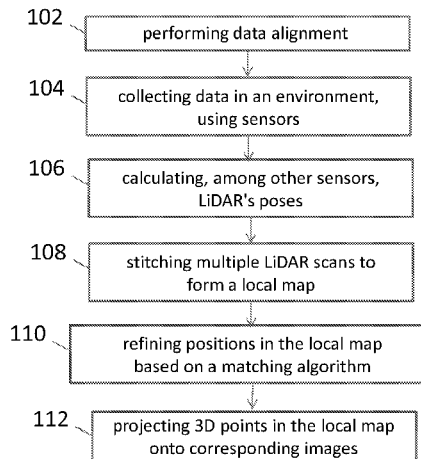 102
performing data alignment
104
collecting data in an environment,
using sensors
106
calculating, among other sensors,
LiDAR's poses
108
stitching multiple LiDAR scans to
form a local map
110
refining positions in the local map
based on a matching algorithm
112
projecting 3D points in the local map
onto corresponding images